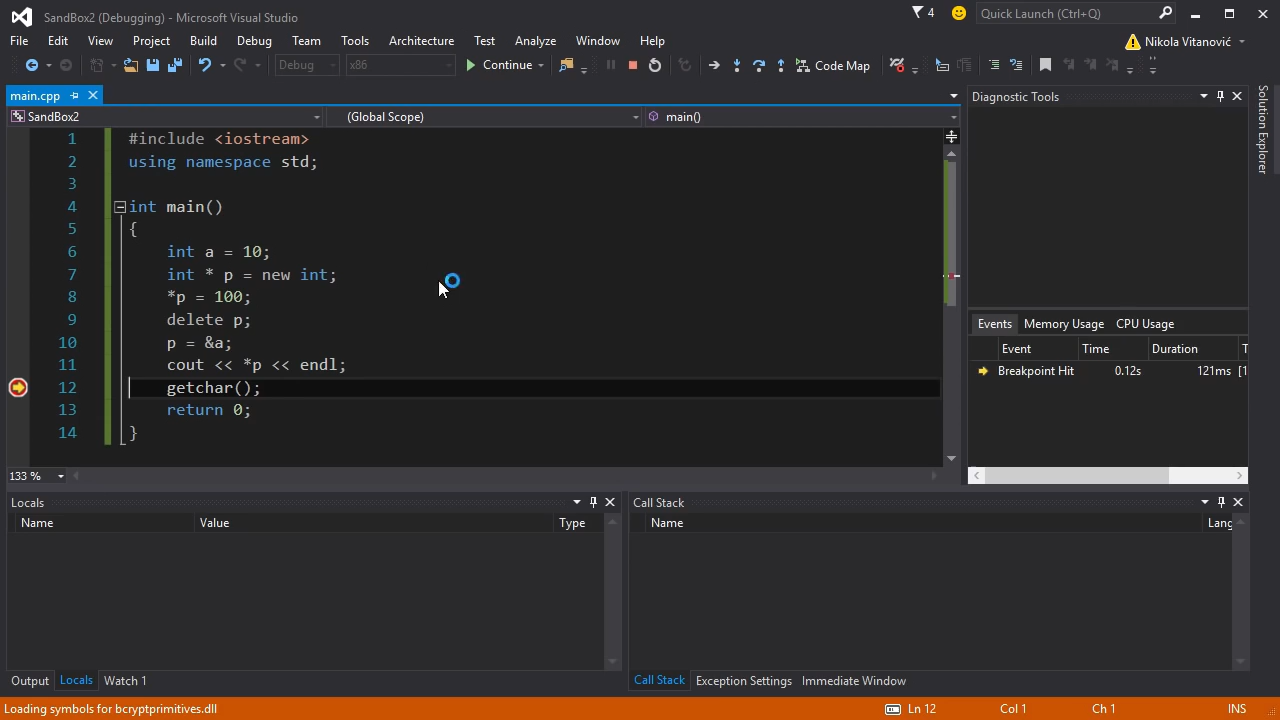 SandBox2 (Debugging) - Microsoft Visual Studio
4
Quick Launch (Ctrl+Q)
File Edit View Project Build Debug Team Tools Architecture Test Analyze Window Help
Nikola Vitanović
Debug x86 Continue Code Map
main.cpp
SandBox2 (Global Scope) main()
1 #include <iostream>
2 using namespace std;
3
4 int main()
5 {
6 int a = 10;
7 int * p = new int;
8 *p = 100;
9 delete p;
10 p = &a;
11 cout << *p << endl;
12 getchar();
13 return 0;
14 }
133 %
Diagnostic Tools
Events Memory Usage CPU Usage
Event Time Duration T
Breakpoint Hit 0.12s 121ms [1
Solution Explorer
Locals
Name Value Type
Output Locals Watch 1
Call Stack
Name Lang
Call Stack Exception Settings Immediate Window
Loading symbols for bcryptprimitives.dll Ln 12 Col 1 Ch 1 INS